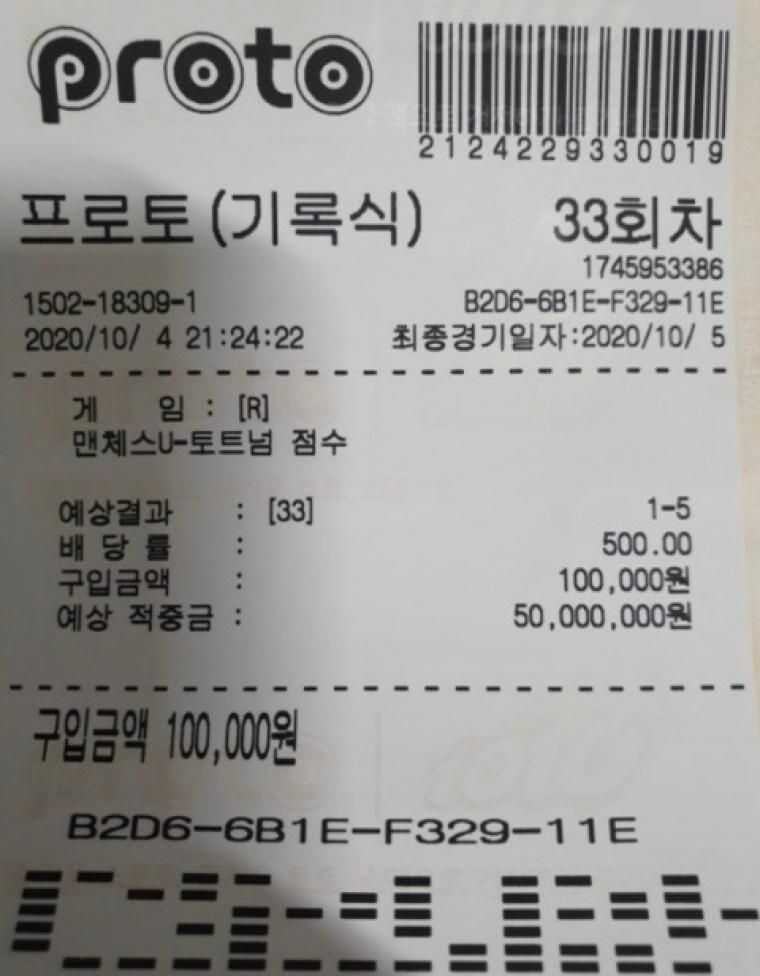 proto
2124229330019
프로토(기록식) 33회차
1745953386
1502-18309-1 B2D6-6B1E-F329-11E
2020/10/ 4 21:24:22 최종경기일자:2020/10/ 5
게 임 : [R]
맨체스U-토트넘 점수
예상결과 : [33] 1-5
배 당 률 : 500.00
구입금액 : 100,000원
예상 적중금 : 50,000,000원
구입금액 100,000원
B2D6-6B1E-F329-11E